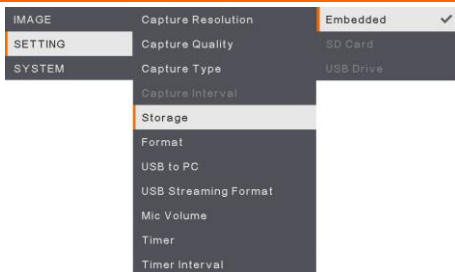 IMAGE
SETTING
SYSTEM
Capture Resolution
Capture Quality
Capture Type
Capture Interval
Storage
Format
USB to PC
USB Streaming Format
Mic Volume
Timer
Timer Interval
Embedded
SD Card
USB Drive